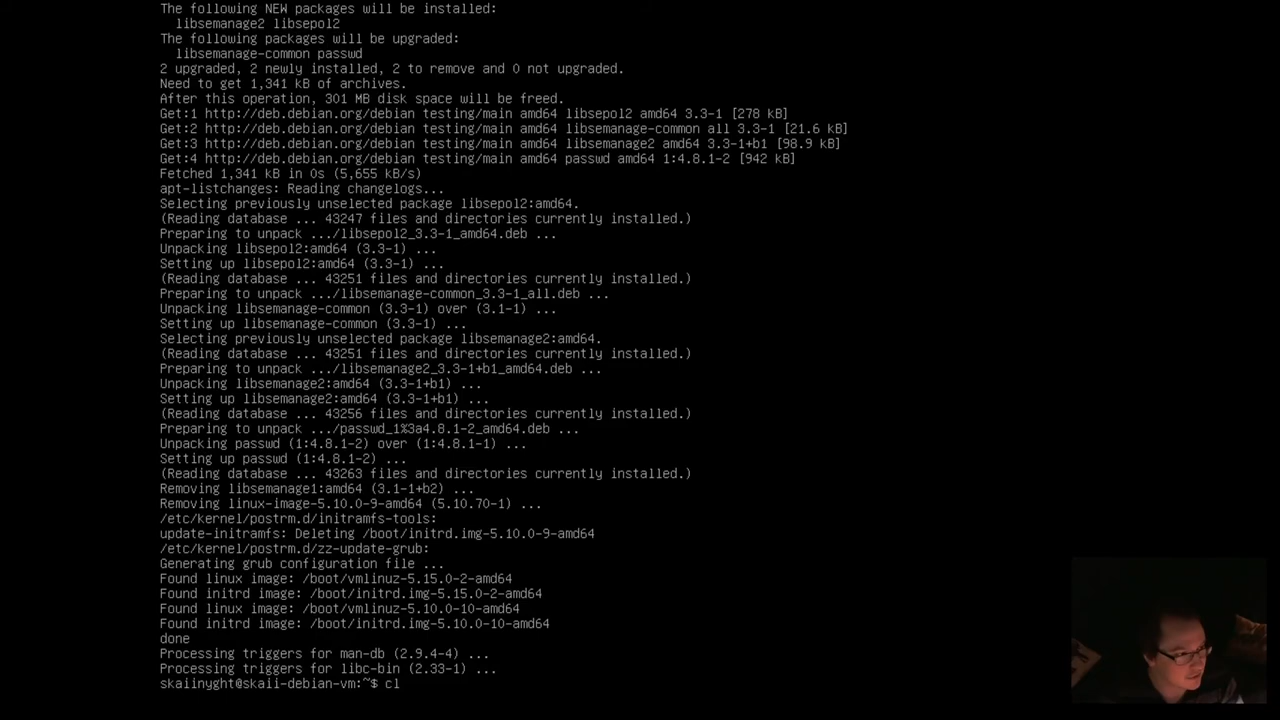 The following NEW packages will be installed:
libsemanage2 libsepol2
The following packages will be upgraded:
libsemanage-common passwd
2 upgraded, 2 newly installed, 2 to remove and 0 not upgraded.
Need to get 1,341 kB of archives.
After this operation, 301 MB disk space will be freed.
Get:1 http://deb.debian.org/debian testing/main amd64 libsepol2 amd64 3.3-1 [278 kB]
Get:2 http://deb.debian.org/debian testing/main amd64 libsemanage-common all 3.3-1 [21.6 kB]
Get:3 http://deb.debian.org/debian testing/main amd64 libsemanage2 amd64 3.3-1+b1 [98.9 kB]
Get:4 http://deb.debian.org/debian testing/main amd64 passwd amd64 1:4.8.1-2 [942 kB]
Fetched 1,341 kB in 0s (5,655 kB/s)
apt-listchanges: Reading changelogs...
Selecting previously unselected package libsepol2:amd64.
(Reading database ... 43247 files and directories currently installed.)
Preparing to unpack .../libsepol2_3.3-1_amd64.deb ...
Unpacking libsepol2:amd64 (3.3-1) ...
Setting up libsepol2:amd64 (3.3-1) ...
(Reading database ... 43251 files and directories currently installed.)
Preparing to unpack .../libsemanage-common_3.3-1_all.deb ...
Unpacking libsemanage-common (3.3-1) over (3.1-1) ...
Setting up libsemanage-common (3.3-1) ...
Selecting previously unselected package libsemanage2:amd64.
(Reading database ... 43251 files and directories currently installed.)
Preparing to unpack .../libsemanage2_3.3-1+b1_amd64.deb ...
Unpacking libsemanage2:amd64 (3.3-1+b1) ...
Setting up libsemanage2:amd64 (3.3-1+b1) ...
(Reading database ... 43256 files and directories currently installed.)
Preparing to unpack .../passwd_1%3a4.8.1-2_amd64.deb ...
Unpacking passwd (1:4.8.1-2) over (1:4.8.1-1) ...
Setting up passwd (1:4.8.1-2) ...
(Reading database ... 43263 files and directories currently installed.)
Removing libsemanage1:amd64 (3.1-1+b2) ...
Removing linux-image-5.10.0-9-amd64 (5.10.70-1) ...
/etc/kernel/postrm.d/initramfs-tools:
update-initramfs: Deleting /boot/initrd.img-5.10.0-9-amd64
/etc/kernel/postrm.d/zz-update-grub:
Generating grub configuration file ...
Found linux image: /boot/vmlinuz-5.15.0-2-amd64
Found initrd image: /boot/initrd.img-5.15.0-2-amd64
Found linux image: /boot/vmlinuz-5.10.0-10-amd64
Found initrd image: /boot/initrd.img-5.10.0-10-amd64
done
Processing triggers for man-db (2.9.4-4) ...
Processing triggers for libc-bin (2.33-1) ...
skaiinyght@skaii-debian-vm:~$ cl